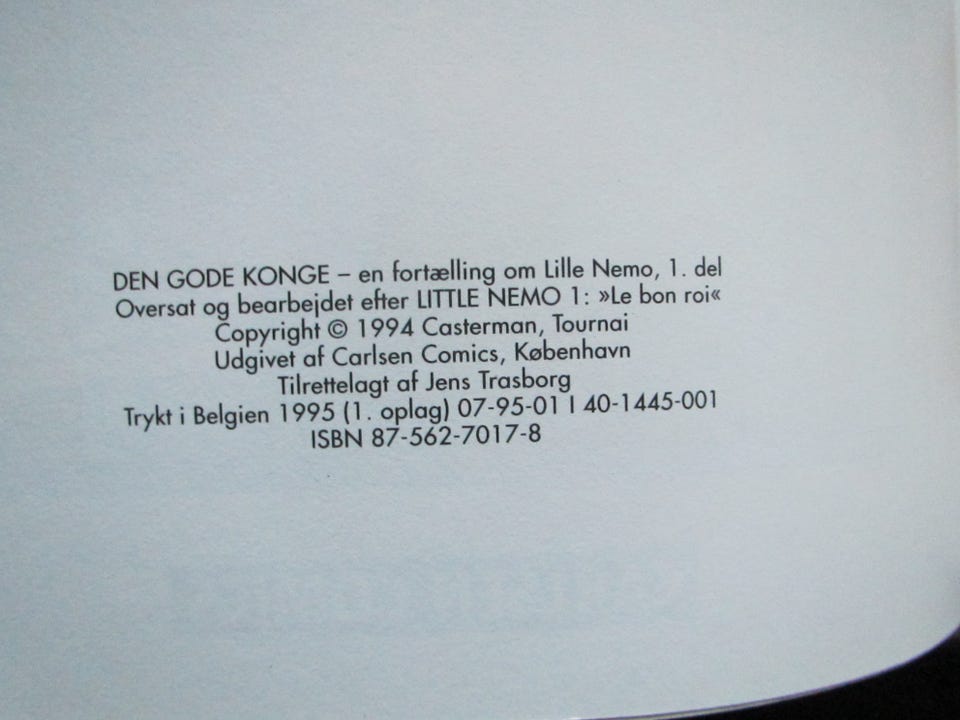 DEN GODE KONGE – en fortælling om Lille Nemo, 1. del
Oversat og bearbejdet efter LITTLE NEMO 1: »Le bon roi«
Copyright © 1994 Casterman, Tournai
Udgivet af Carlsen Comics, København
Tilrettelagt af Jens Trasborg
Trykt i Belgien 1995 (1. oplag) 07-95-01 I 40-1445-001
ISBN 87-562-7017-8